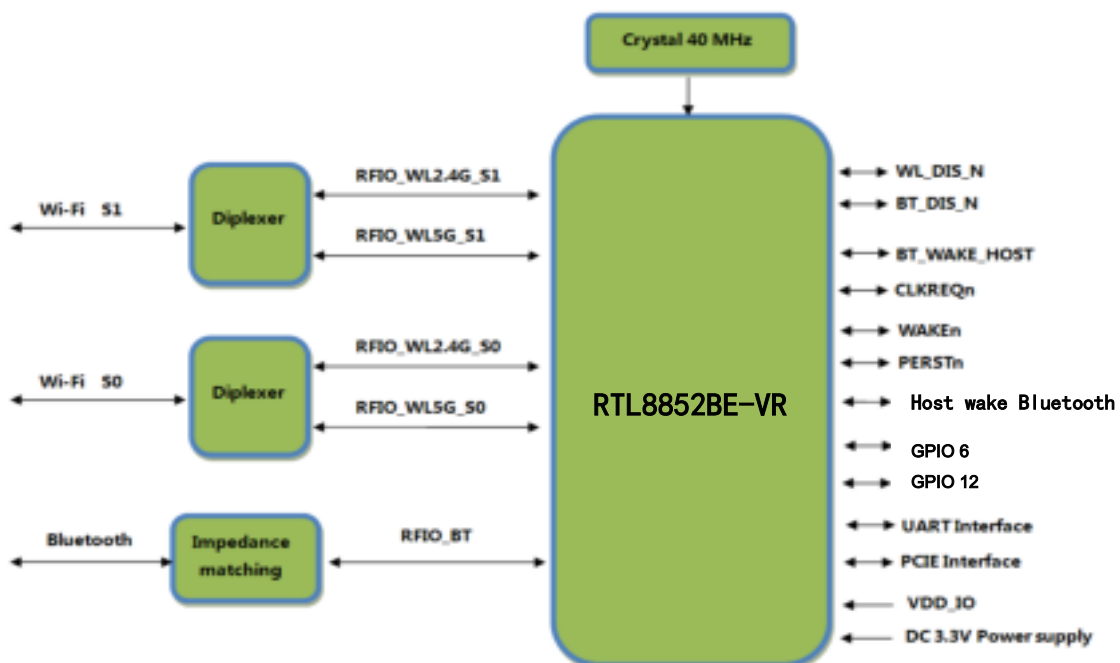 Crystal 40 MHz
RFIO_WL2.4G_S1
Wi-Fi S1
Diplexer
RFIO_WL5G_S1
RFIO_WL2.4G_S0
Wi-Fi S0
Diplexer
RFIO_WL5G_S0
Bluetooth
Impedance
matching
RFIO_BT
RTL8852BE-VR
WL_DIS_N
BT_DIS_N
BT_WAKE_HOST
CLKREQn
WAKEn
PERSTn
Host wake Bluetooth
GPIO 6
GPIO 12
UART Interface
PCIE Interface
VDD_IO
DC 3.3V Power supply